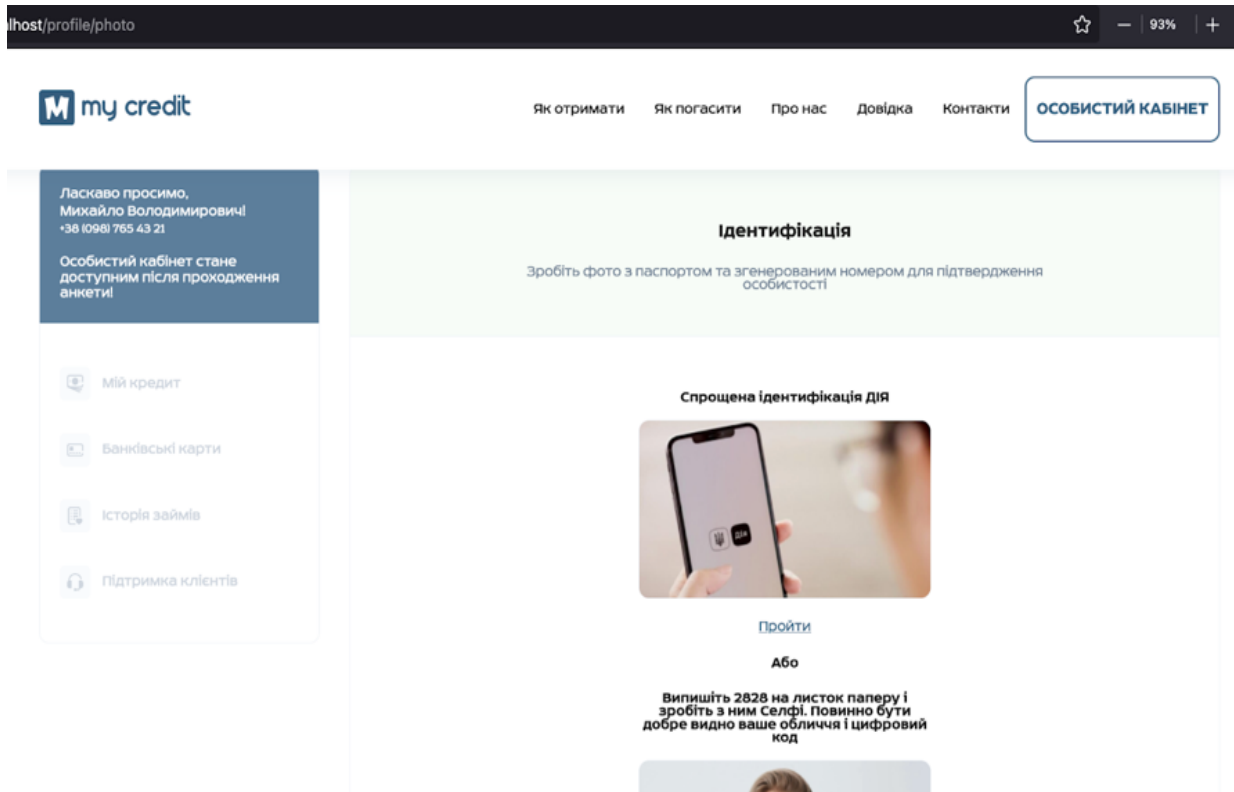 lhost/profile/photo
93%
M my credit
Як отримати
Як погасити
Про нас
Довідка
Контакти
ОСОБИСТИЙ КАБІНЕТ
Ласкаво просимо,
Михайло Володимирович!
+38 (098) 765 43 21
Особистий кабінет стане
доступним після проходження
анкети!
Мій кредит
Банківські карти
Історія займів
Підтримка клієнтів
Ідентифікація
Зробіть фото з паспортом та згенерованим номером для підтвердження
особистості
Спрощена ідентифікація ДІЯ
Дія
Пройти
Або
Випишіть 2828 на листок паперу і
зробіть з ним Селфі. Повинно бути
добре видно ваше обличчя і цифровий
код